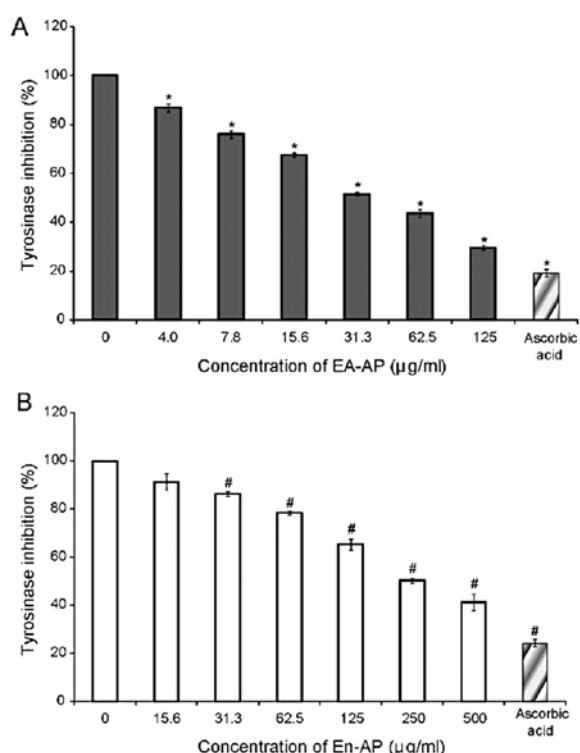 A
120
100
80
60
40
20
0
Tyrosinase inhibition (%)
* * * * * * *
0 4.0 7.8 15.6 31.3 62.5 125 Ascorbic
acid
Concentration of EA-AP (µg/ml)
B
120
100
80
60
40
20
0
Tyrosinase inhibition (%)
# # # # # #
0 15.6 31.3 62.5 125 250 500 Ascorbic
acid
Concentration of En-AP (µg/ml)